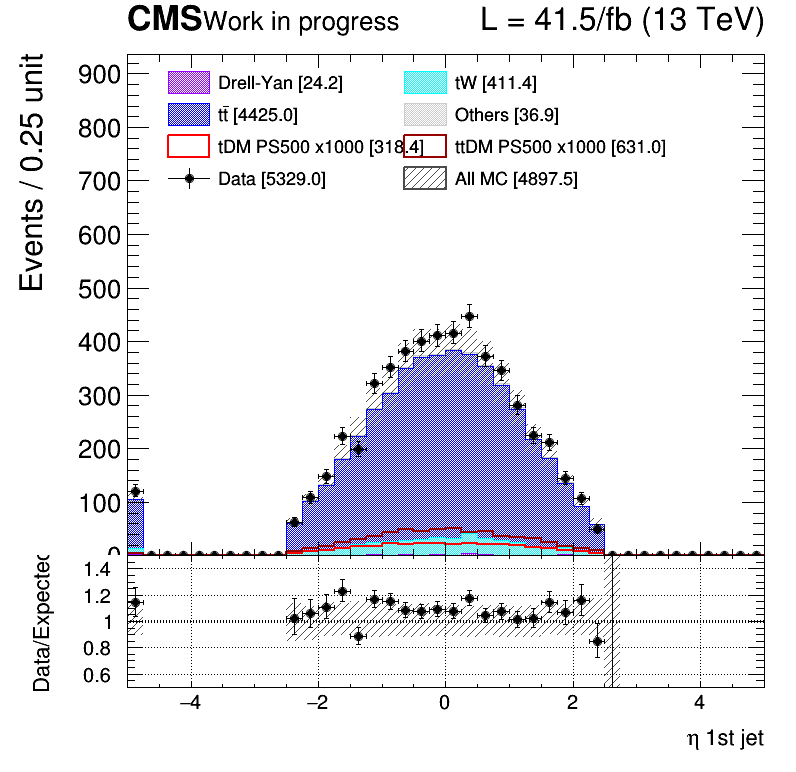 CMS Work in progress L = 41.5/fb (13 TeV)
Events / 0.25 unit
900
800
700
600
500
400
300
200
100
0
Drell-Yan [24.2] tW [411.4]
tt̄ [4425.0] Others [36.9]
tDM PS500 x1000 [318.4] ttDM PS500 x1000 [631.0]
Data [5329.0] All MC [4897.5]
Data/Expected
1.4
1.2
1
0.8
0.6
−4 −2 0 2 4
η 1st jet